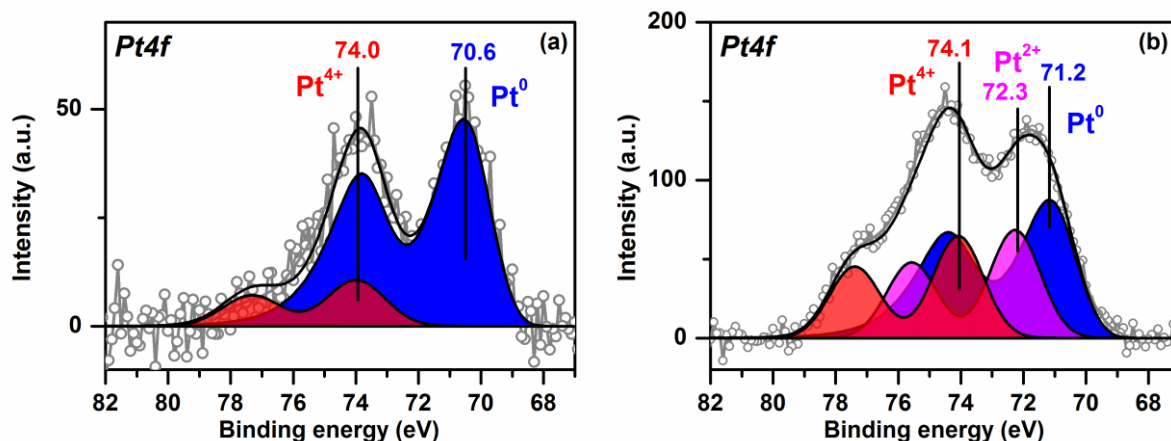 Pt4f
(a)
74.0
70.6
Pt4+
Pt0
50
0
Intensity (a.u.)
82 80 78 76 74 72 70 68
Binding energy (eV)
200
Pt4f
(b)
74.1
Pt2+
71.2
Pt4+
72.3
Pt0
100
0
Intensity (a.u.)
82 80 78 76 74 72 70 68
Binding energy (eV)